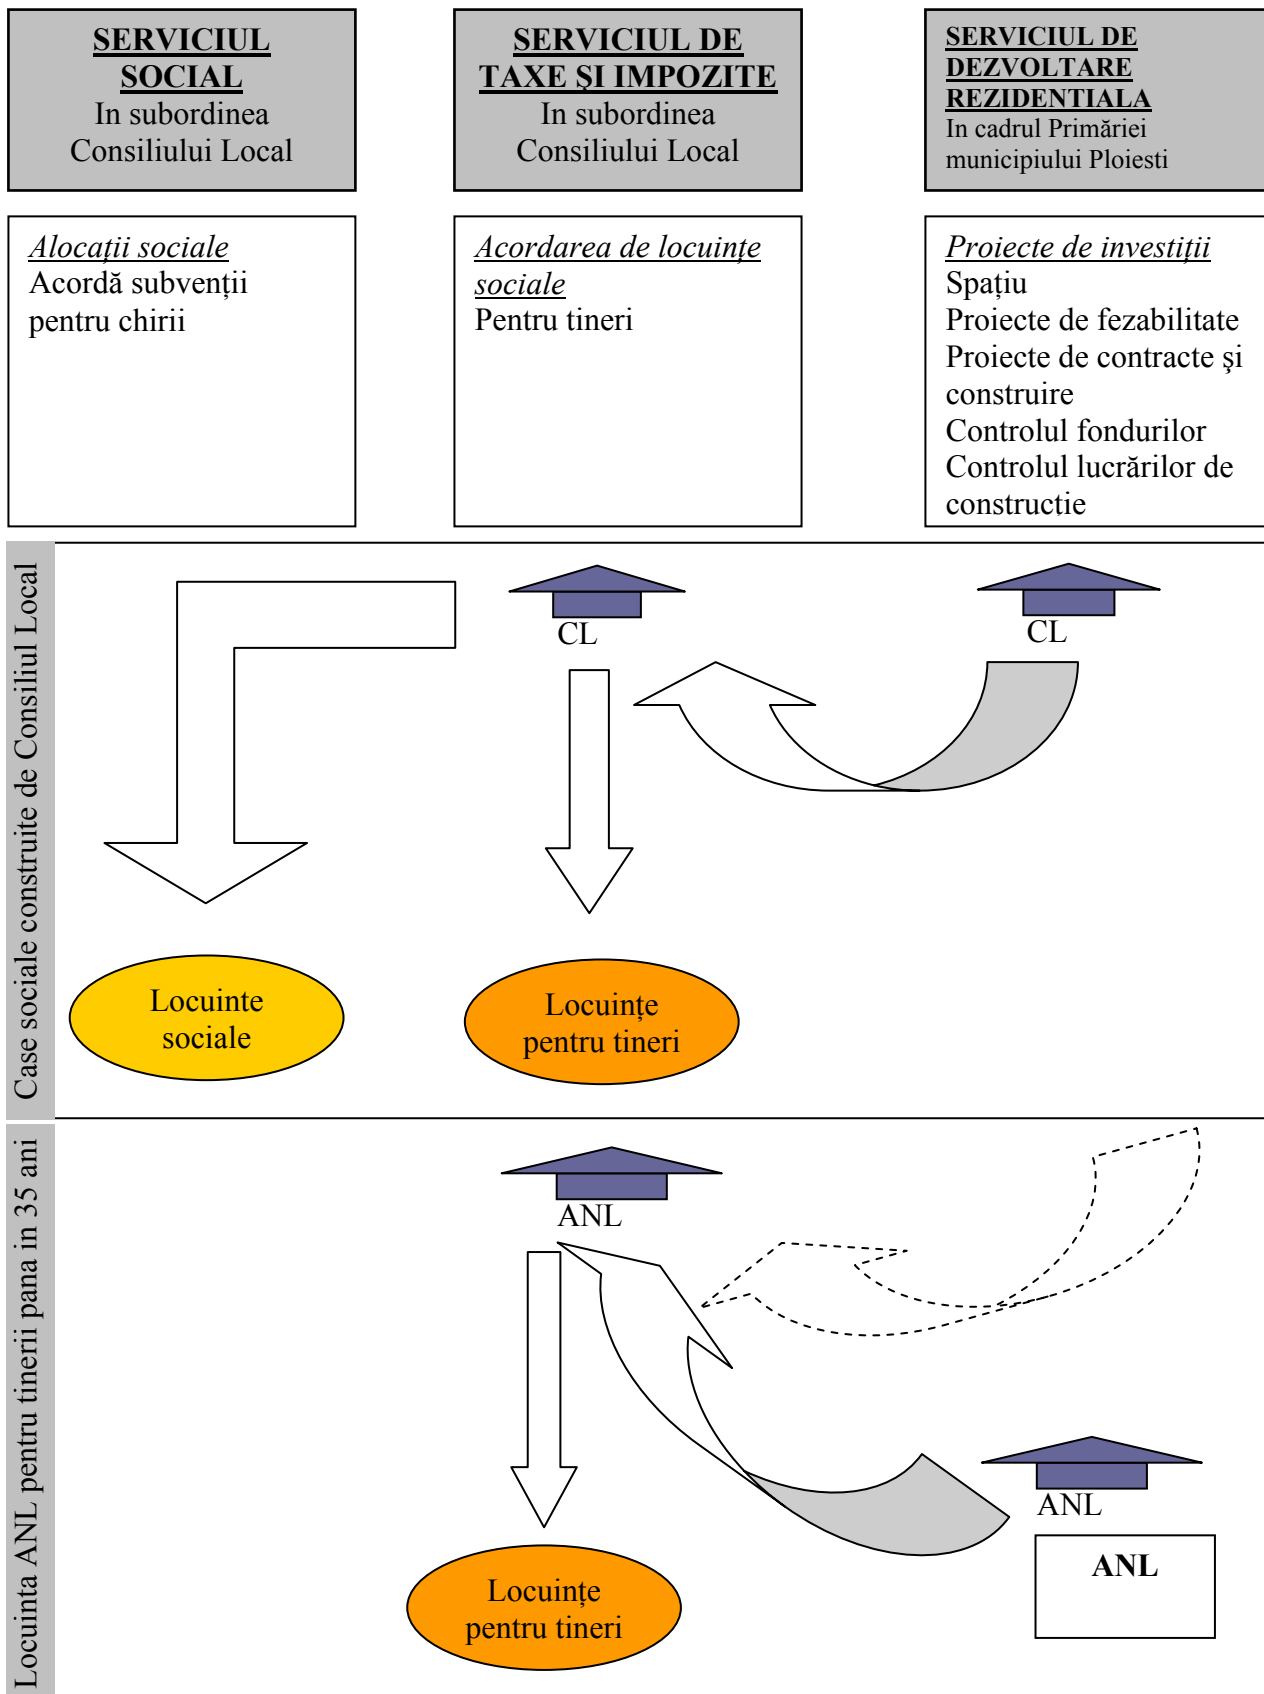 SERVICIUL
SOCIAL
In subordinea
Consiliului Local
SERVICIUL DE
TAXE ŞI IMPOZITE
In subordinea
Consiliului Local
SERVICIUL DE
DEZVOLTARE
REZIDENTIALA
In cadrul Primăriei
municipiului Ploiesti
Alocaţii sociale
Acordă subvenții
pentru chirii
Acordarea de locuinţe
sociale
Pentru tineri
Proiecte de investiţii
Spațiu
Proiecte de fezabilitate
Proiecte de contracte şi
construire
Controlul fondurilor
Controlul lucrărilor de
constructie
Case sociale construite de Consiliul Local
CL
CL
Locuinte
sociale
Locuințe
pentru tineri
Locuinta ANL pentru tinerii pana in 35 ani
ANL
ANL
ANL
Locuințe
pentru tineri